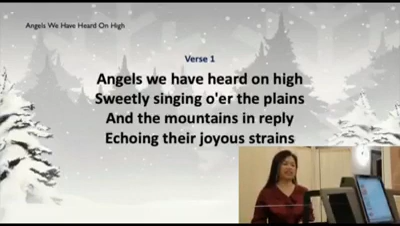 Angels We Have Heard On High
Verse 1
Angels we have heard on high
Sweetly singing o'er the plains
And the mountains in reply
Echoing their joyous strains